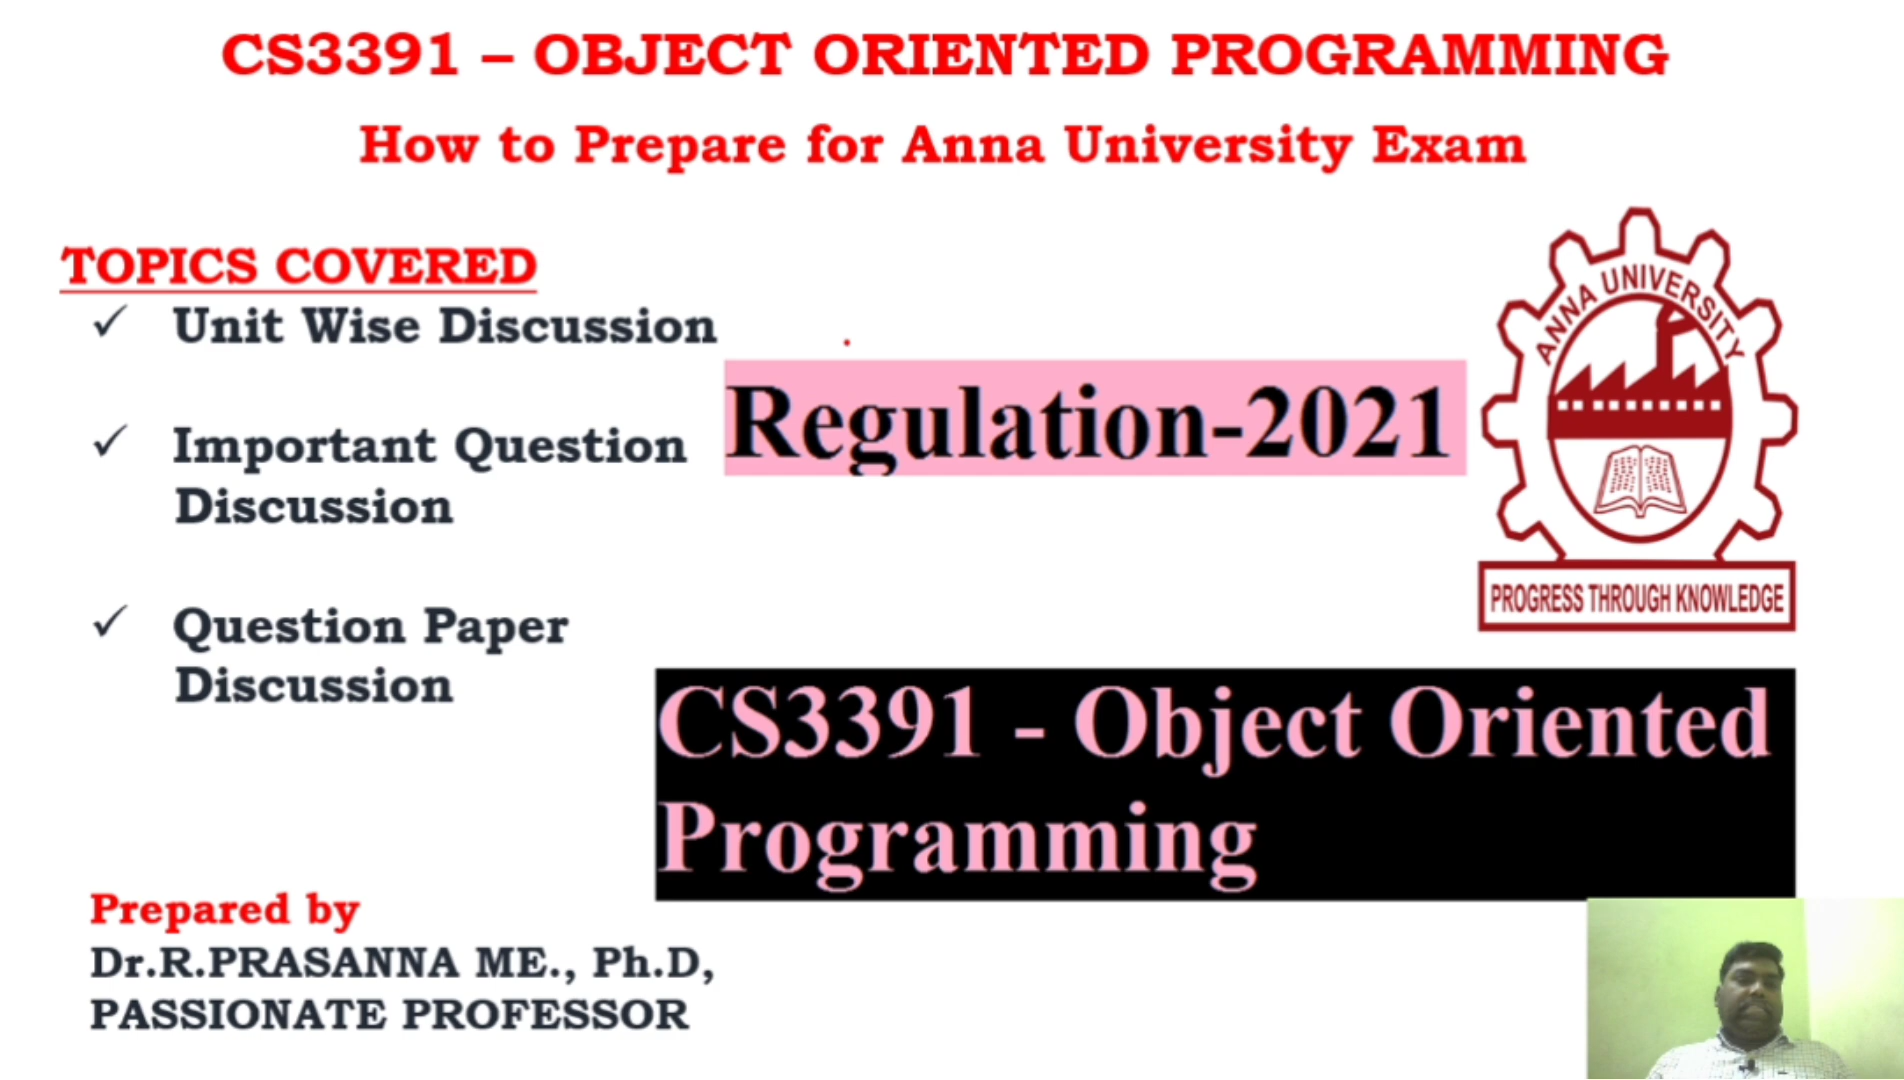 CS3391 – OBJECT ORIENTED PROGRAMMING
How to Prepare for Anna University Exam
TOPICS COVERED
✓ Unit Wise Discussion
✓ Important Question
Discussion
✓ Question Paper
Discussion
Regulation-2021
ANNA UNIVERSITY
PROGRESS THROUGH KNOWLEDGE
CS3391 - Object Oriented
Programming
Prepared by
Dr.R.PRASANNA ME., Ph.D,
PASSIONATE PROFESSOR